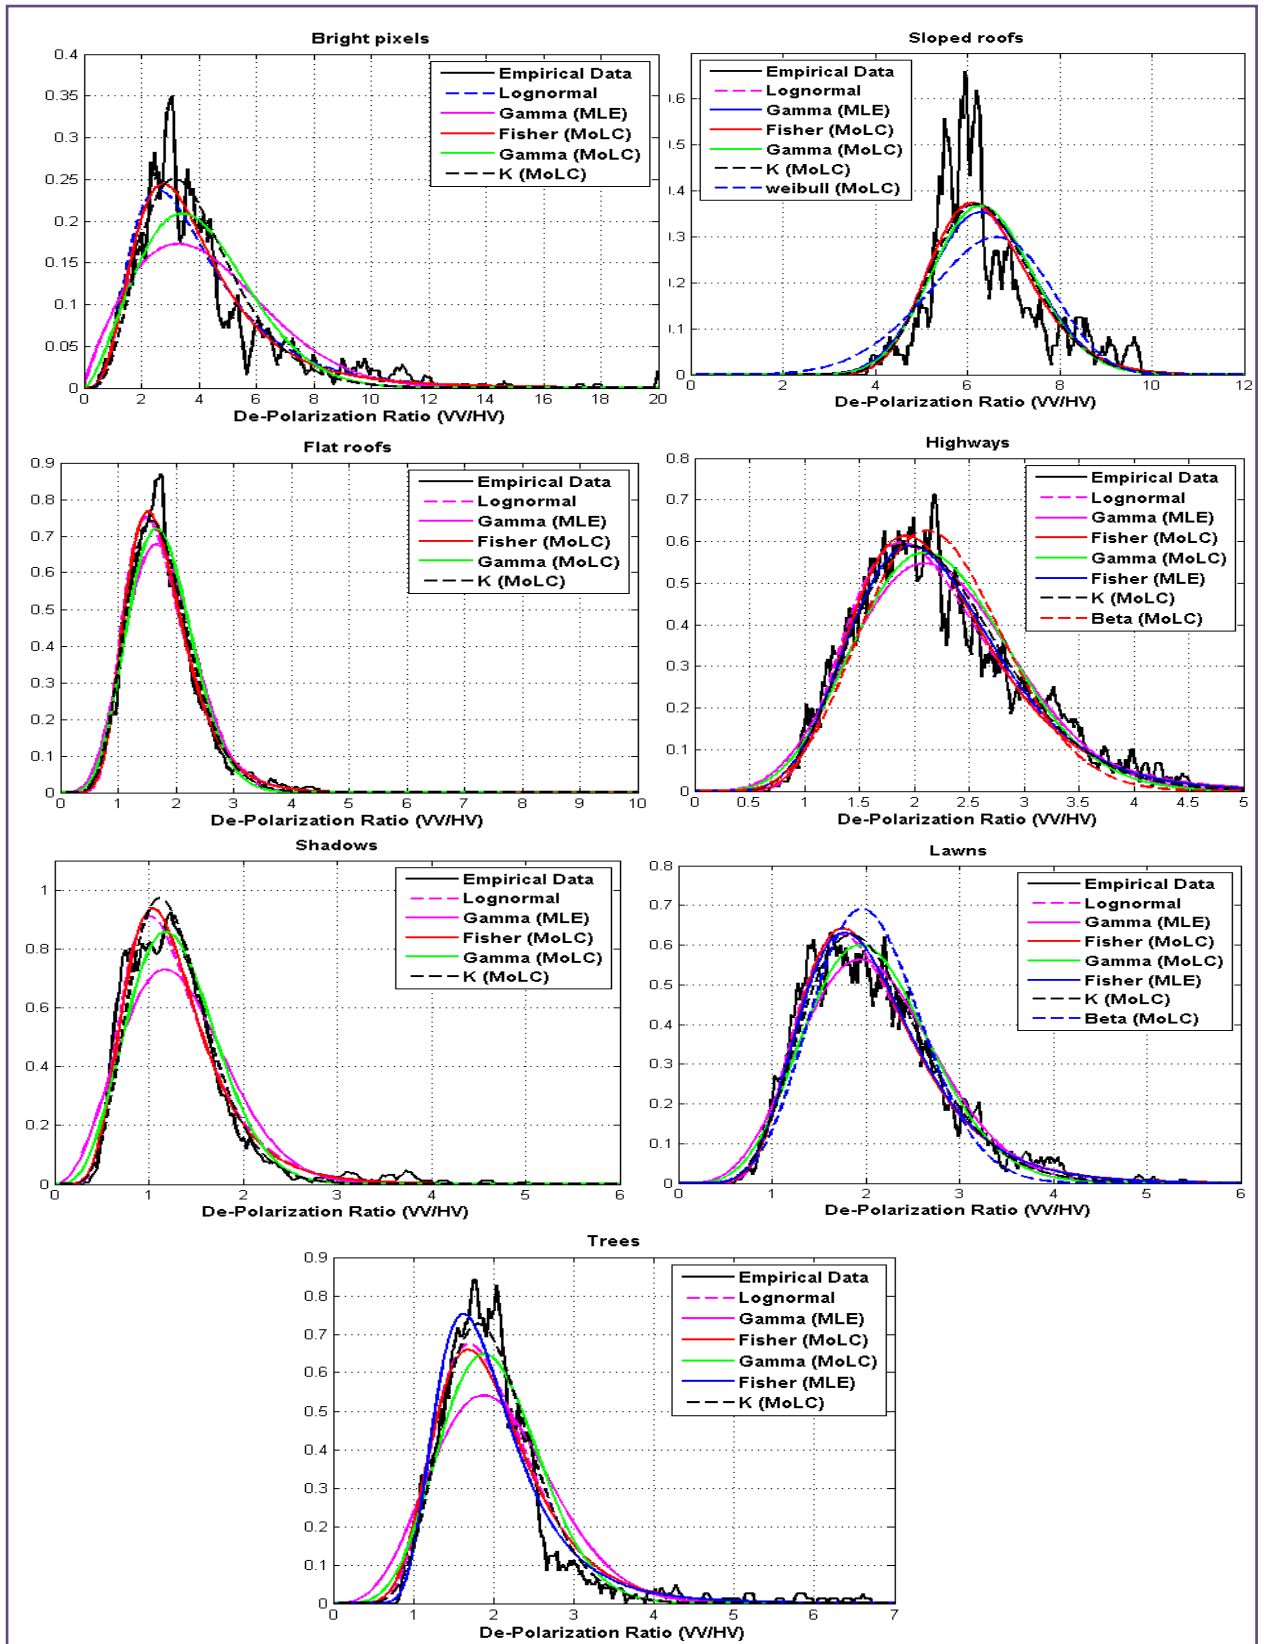 Bright pixels
0.4
0.35
0.3
0.25
0.2
0.15
0.1
0.05
0
0 2 4 6 8 10 12 14 16 18 20
De-Polarization Ratio (VV/HV)
Empirical Data
Lognormal
Gamma (MLE)
Fisher (MoLC)
Gamma (MoLC)
K (MoLC)
Sloped roofs
I.6
I.5
I.4
I.3
I.2
I.1
0
0 2 4 6 8 10 12
De-Polarization Ratio (VV/HV)
Empirical Data
Lognormal
Gamma (MLE)
Fisher (MoLC)
Gamma (MoLC)
K (MoLC)
weibull (MoLC)
Flat roofs
0.9
0.8
0.7
0.6
0.5
0.4
0.3
0.2
0.1
0
0 1 2 3 4 5 6 7 8 9 10
De-Polarization Ratio (VV/HV)
Empirical Data
Lognormal
Gamma (MLE)
Fisher (MoLC)
Gamma (MoLC)
K (MoLC)
Highways
0.8
0.7
0.6
0.5
0.4
0.3
0.2
0.1
0
0 0.5 1 1.5 2 2.5 3 3.5 4 4.5 5
De-Polarization Ratio (VV/HV)
Empirical Data
Lognormal
Gamma (MLE)
Fisher (MoLC)
Gamma (MoLC)
Fisher (MLE)
K (MoLC)
Beta (MoLC)
Shadows
1
0.8
0.6
0.4
0.2
0
0 1 2 3 4 5 6
De-Polarization Ratio (VV/HV)
Empirical Data
Lognormal
Gamma (MLE)
Fisher (MoLC)
Gamma (MoLC)
K (MoLC)
Lawns
0.8
0.7
0.6
0.5
0.4
0.3
0.2
0.1
0
0 1 2 3 4 5 6
De-Polarization Ratio (VV/HV)
Empirical Data
Lognormal
Gamma (MLE)
Fisher (MoLC)
Gamma (MoLC)
Fisher (MLE)
K (MoLC)
Beta (MoLC)
Trees
0.9
0.8
0.7
0.6
0.5
0.4
0.3
0.2
0.1
0
0 1 2 3 4 5 6 7
De-Polarization Ratio (VV/HV)
Empirical Data
Lognormal
Gamma (MLE)
Fisher (MoLC)
Gamma (MoLC)
Fisher (MLE)
K (MoLC)